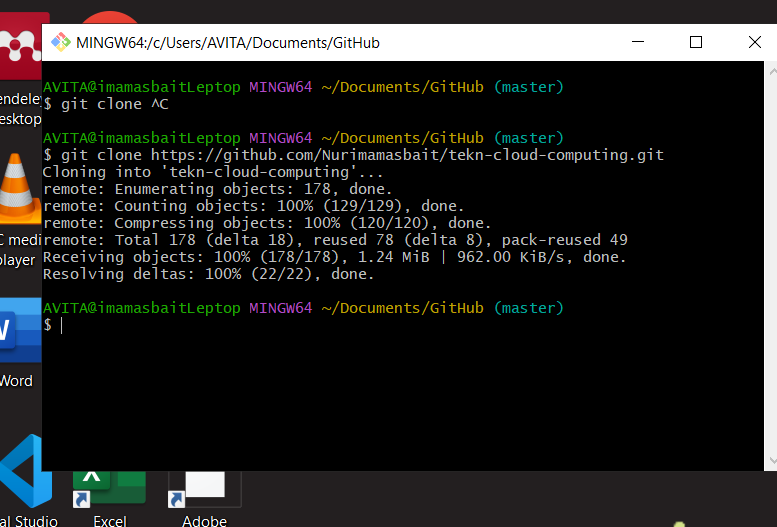 MINGW64:/c/Users/AVITA/Documents/GitHub
AVITA@imamasbaitLeptop MINGW64 ~/Documents/GitHub (master)
$ git clone ^C
AVITA@imamasbaitLeptop MINGW64 ~/Documents/GitHub (master)
$ git clone https://github.com/Nurimamasbait/tekn-cloud-computing.git
Cloning into 'tekn-cloud-computing'...
remote: Enumerating objects: 178, done.
remote: Counting objects: 100% (129/129), done.
remote: Compressing objects: 100% (120/120), done.
remote: Total 178 (delta 18), reused 78 (delta 8), pack-reused 49
Receiving objects: 100% (178/178), 1.24 MiB | 962.00 KiB/s, done.
Resolving deltas: 100% (22/22), done.
AVITA@imamasbaitLeptop MINGW64 ~/Documents/GitHub (master)
$
endele
esktop
C medi
player
W
Word
X
al Studio
Excel
Adobe